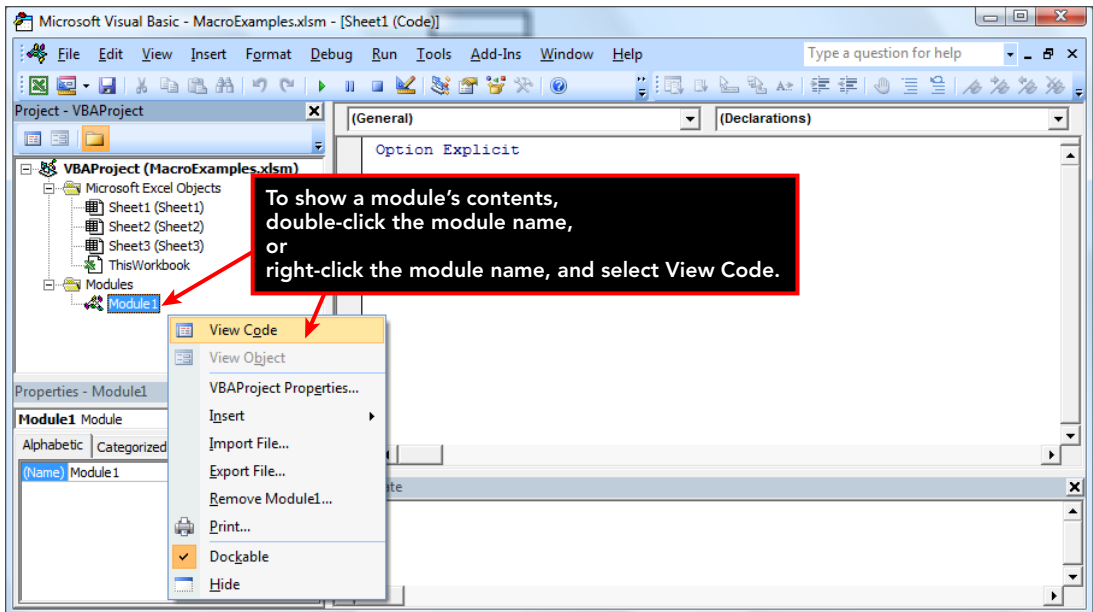 Microsoft Visual Basic - MacroExamples.xlsm - [Sheet1 (Code)]
File Edit View Insert Format Debug Run Tools Add-Ins Window Help
Type a question for help
Project - VBAProject
(General)
(Declarations)
Option Explicit
VBAProject (MacroExamples.xlsm)
Microsoft Excel Objects
Sheet1 (Sheet1)
Sheet2 (Sheet2)
Sheet3 (Sheet3)
ThisWorkbook
Modules
Module1
To show a module’s contents,
double-click the module name,
or
right-click the module name, and select View Code.
View Code
View Object
VBAProject Properties...
Insert
Import File...
Export File...
Remove Module1...
Print...
Dockable
Hide
Properties - Module1
Module1 Module
Alphabetic Categorized
(Name) Module1